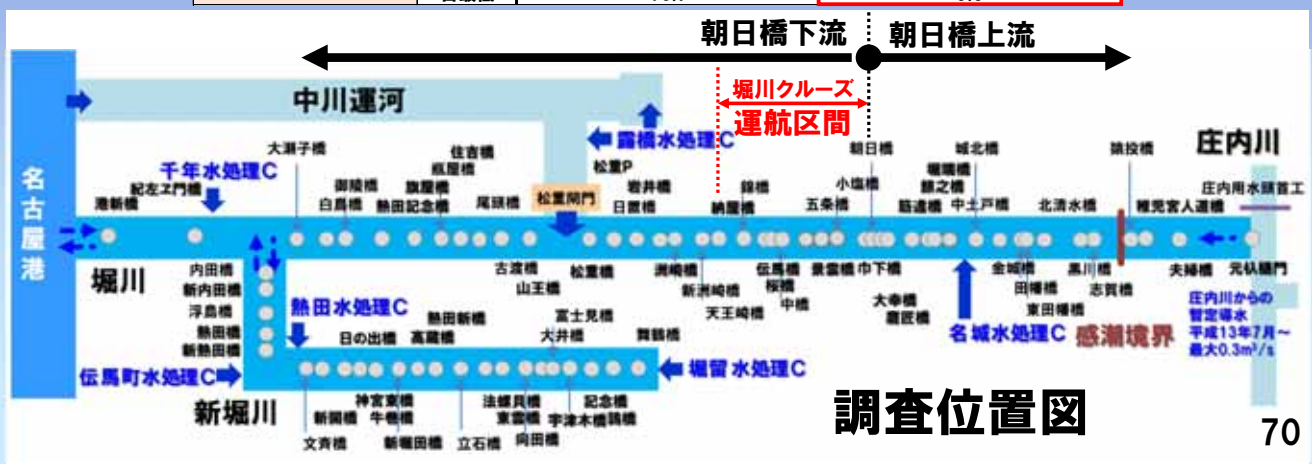 朝日橋下流
朝日橋上流
堀川クルーズ
運航区間
中川運河
露橋水処理C
庄内川
名古屋港
千年水処理C
大瀬子橋
住吉橋
瓶屋橋
御陵橋
旗屋橋
白鳥橋
熱田記念橋
尾頭橋
松重閘門
松重P
岩井橋
日置橋
納屋橋
錦橋
五条橋
小塩橋
朝日橋
城北橋
堀端橋
筋違橋
中土戸橋
北清水橋
猿投橋
稚児宮人道橋
庄内用水頭首工
紀左ヱ門橋
港新橋
堀川
内田橋
新内田橋
浮島橋
熱田橋
新熱田橋
古渡橋
山王橋
松重橋
洲崎橋
新洲崎橋
天王崎橋
伝馬橋
桜橋
中橋
景雲橋
巾下橋
大幸橋
鷹匠橋
名城水処理C
金城橋
田幡橋
東田幡橋
黒川橋
志賀橋
感潮境界
夫婦橋
元杁樋門
庄内川からの
暫定導水
平成13年7月~
最大0.3m³/s
熱田水処理C
日の出橋
高蔵橋
熱田新橋
大井橋
富士見橋
舞鶴橋
伝馬町水処理C
堀留水処理C
新堀川
新開橋
文斉橋
神宮東橋
牛巻橋
新堀田橋
立石橋
法螺貝橋
東雲橋
向田橋
宇津木橋
記念橋
鶉橋
調査位置図
70